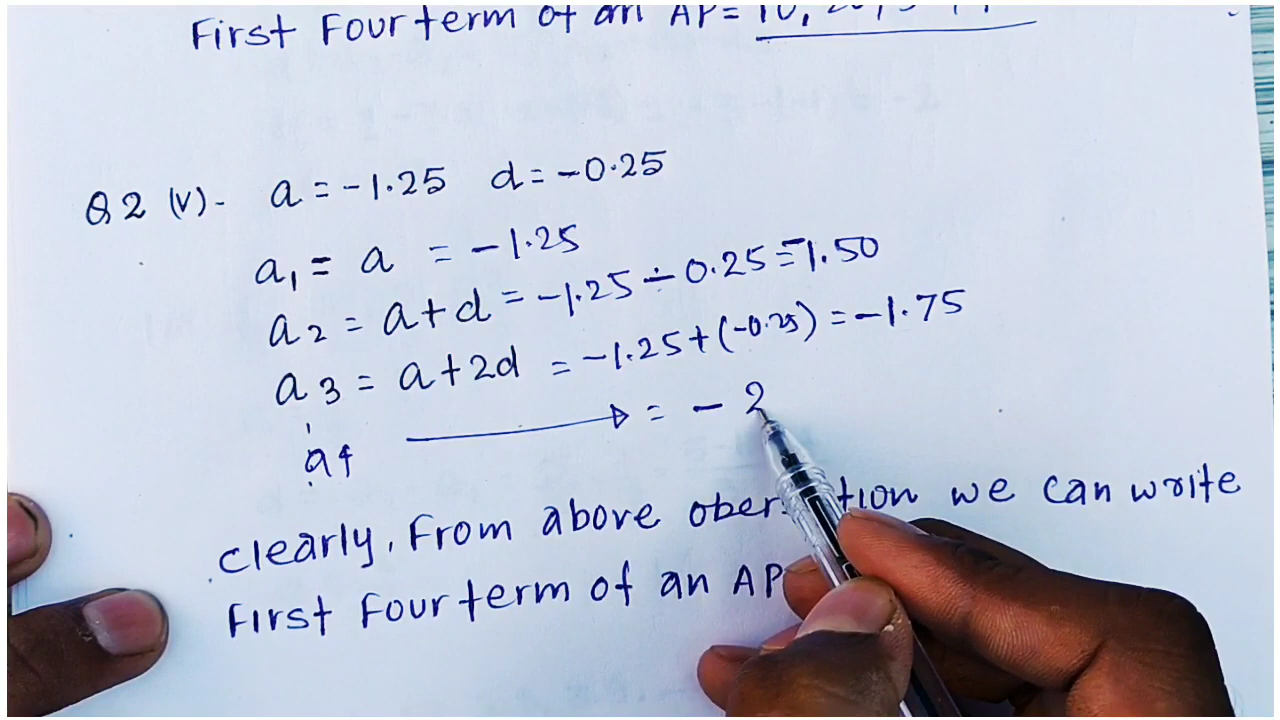 First Four term of an AP= 10, 20,
Q2 (V)- a = -1.25 d = -0.25
a1 = a = -1.25
a2 = a+d = -1.25 - 0.25 = -1.50
a3 = a+2d = -1.25+(-0.25) = -1.75
a4 = - 2
clearly, From above we can write
First Four term of an AP